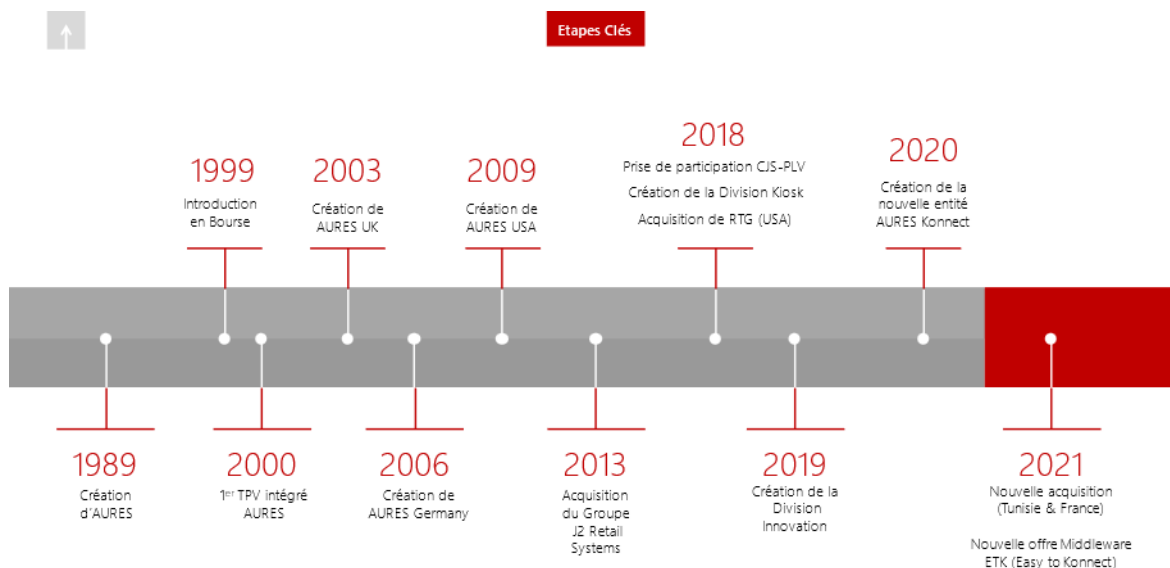 Etapes Clés
1989
Création
d'AURES
1999
Introduction
en Bourse
2000
1er TPV intégré
AURES
2003
Création de
AURES UK
2006
Création de
AURES Germany
2009
Création de
AURES USA
2013
Acquisition
du Groupe
J2 Retail
Systems
2018
Prise de participation CJS-PLV
Création de la Division Kiosk
Acquisition de RTG (USA)
2019
Création de la
Division
Innovation
2020
Création de la
nouvelle entité
AURES Konnect
2021
Nouvelle acquisition
(Tunisie & France)
Nouvelle offre Middleware
ETK (Easy to Konnect)